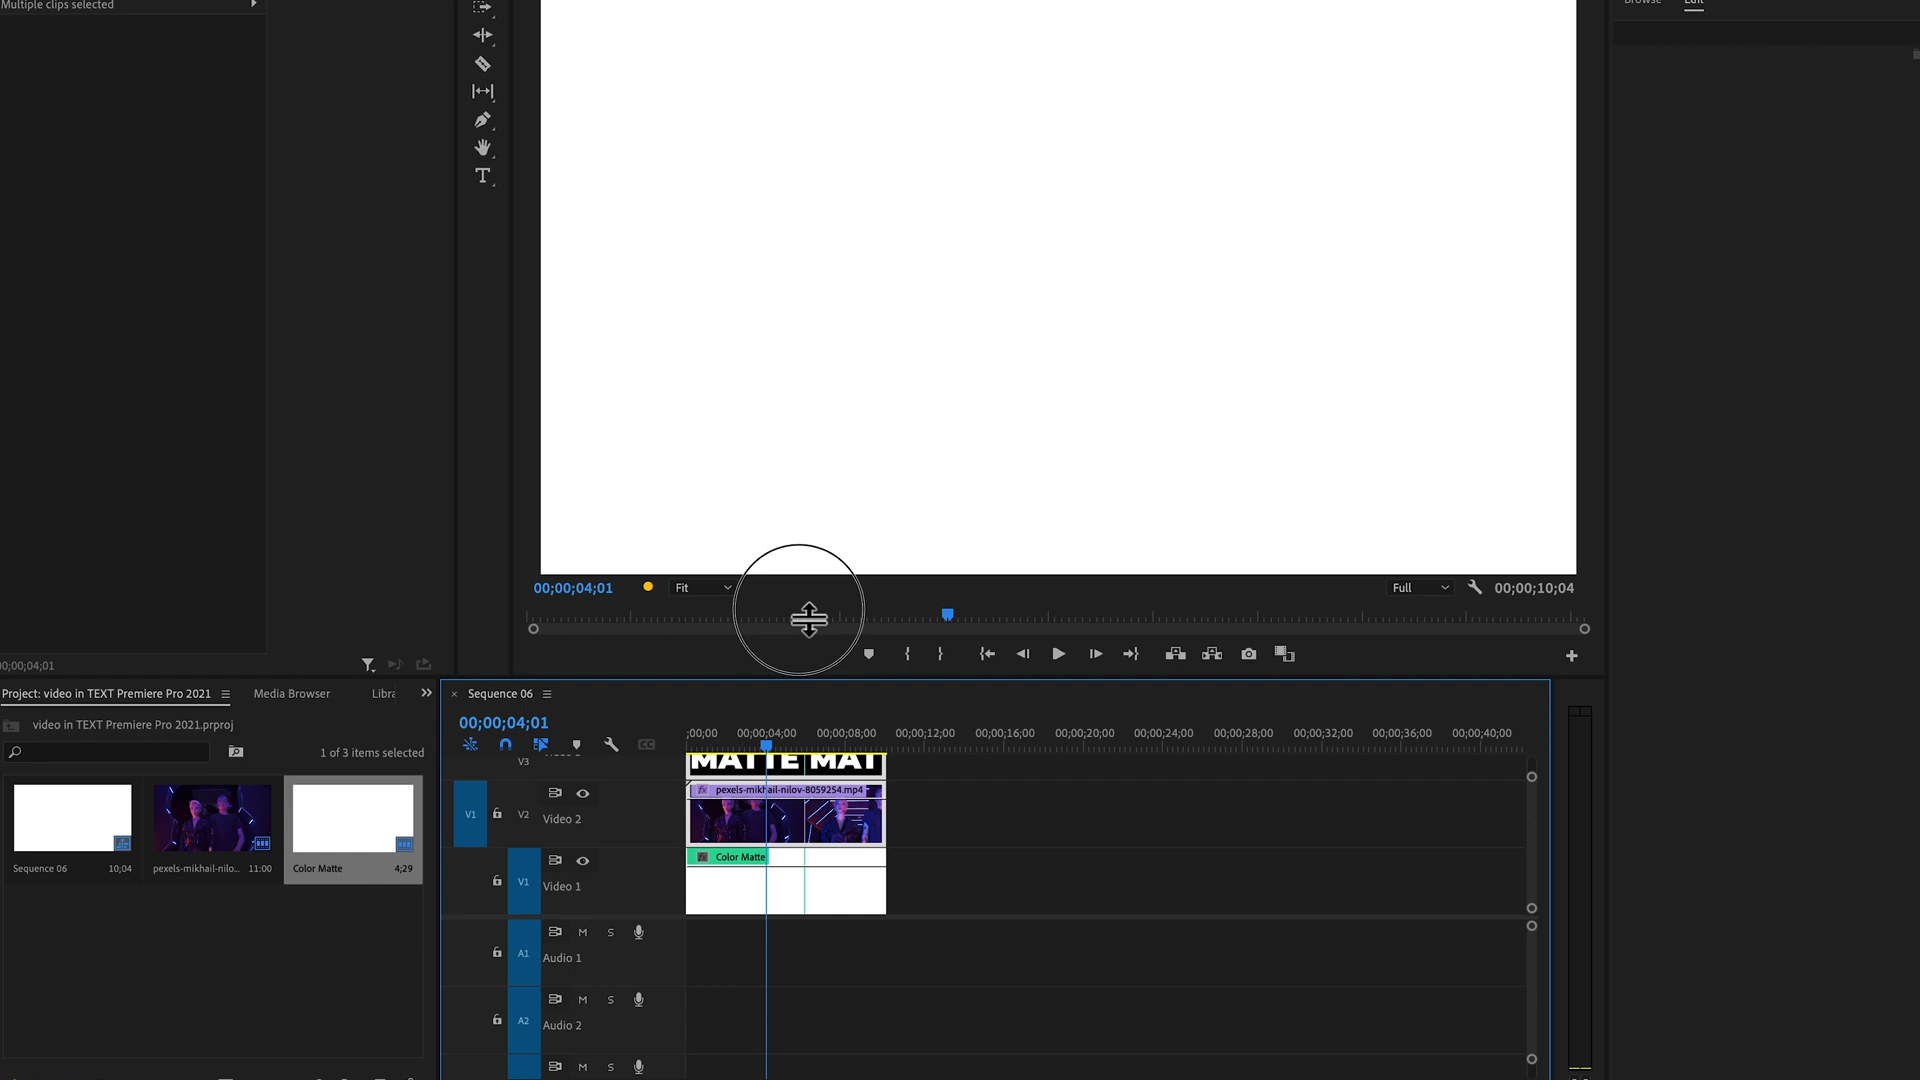 Multiple clips selected
Browse
Edit
T
00;00;04;01
Fit
Full
00;00;10;04
00;00;04;01
Project: video in TEXT Premiere Pro 2021
Media Browser
Libra
Sequence 06
video in TEXT Premiere Pro 2021.prproj
1 of 3 items selected
00;00;04;01
;00;00
00;00;04;00
00;00;08;00
00;00;12;00
00;00;16;00
00;00;20;00
00;00;24;00
00;00;28;00
00;00;32;00
00;00;36;00
00;00;40;00
V3
MATTE MAT
fx pexels-mikhail-nilov-8059254.mp4
V1
V2
Video 2
fx Color Matte
V1
Video 1
Sequence 06
10;04
pexels-mikhail-nilo...
11:00
Color Matte
4;29
M
S
A1
Audio 1
M
S
A2
Audio 2
M
S